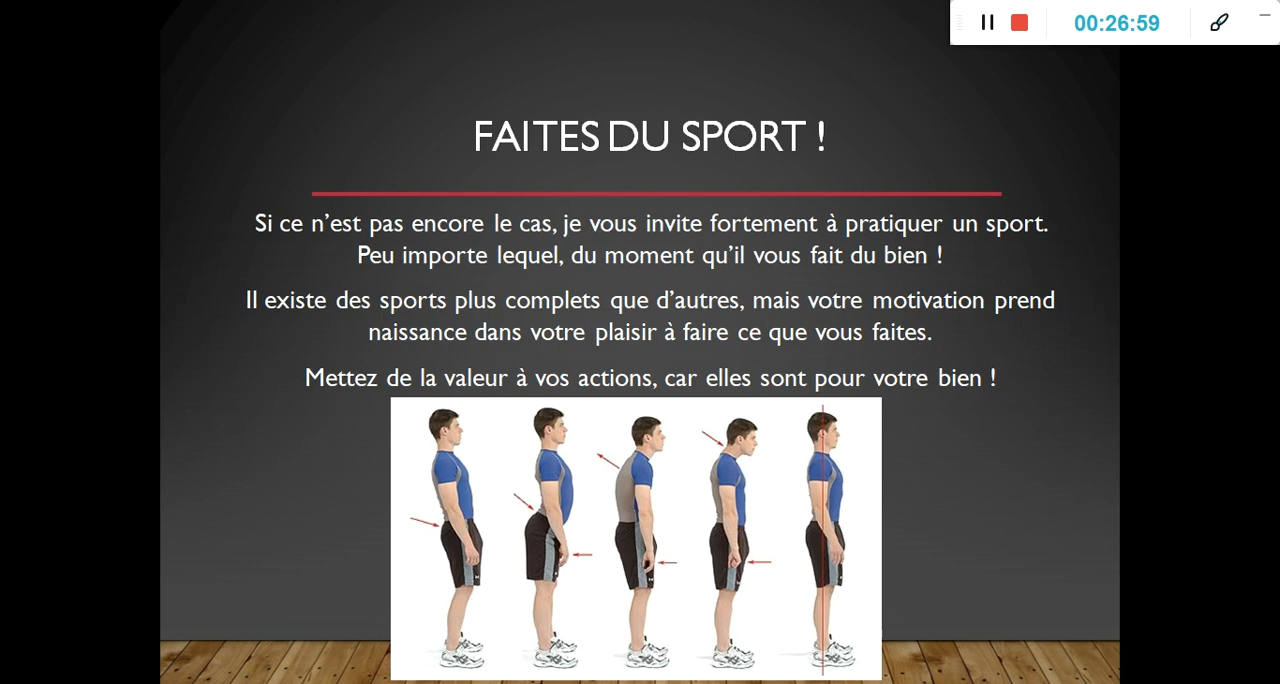 00:26:59
FAITES DU SPORT !
Si ce n’est pas encore le cas, je vous invite fortement à pratiquer un sport.
Peu importe lequel, du moment qu’il vous fait du bien !
Il existe des sports plus complets que d’autres, mais votre motivation prend
naissance dans votre plaisir à faire ce que vous faites.
Mettez de la valeur à vos actions, car elles sont pour votre bien !